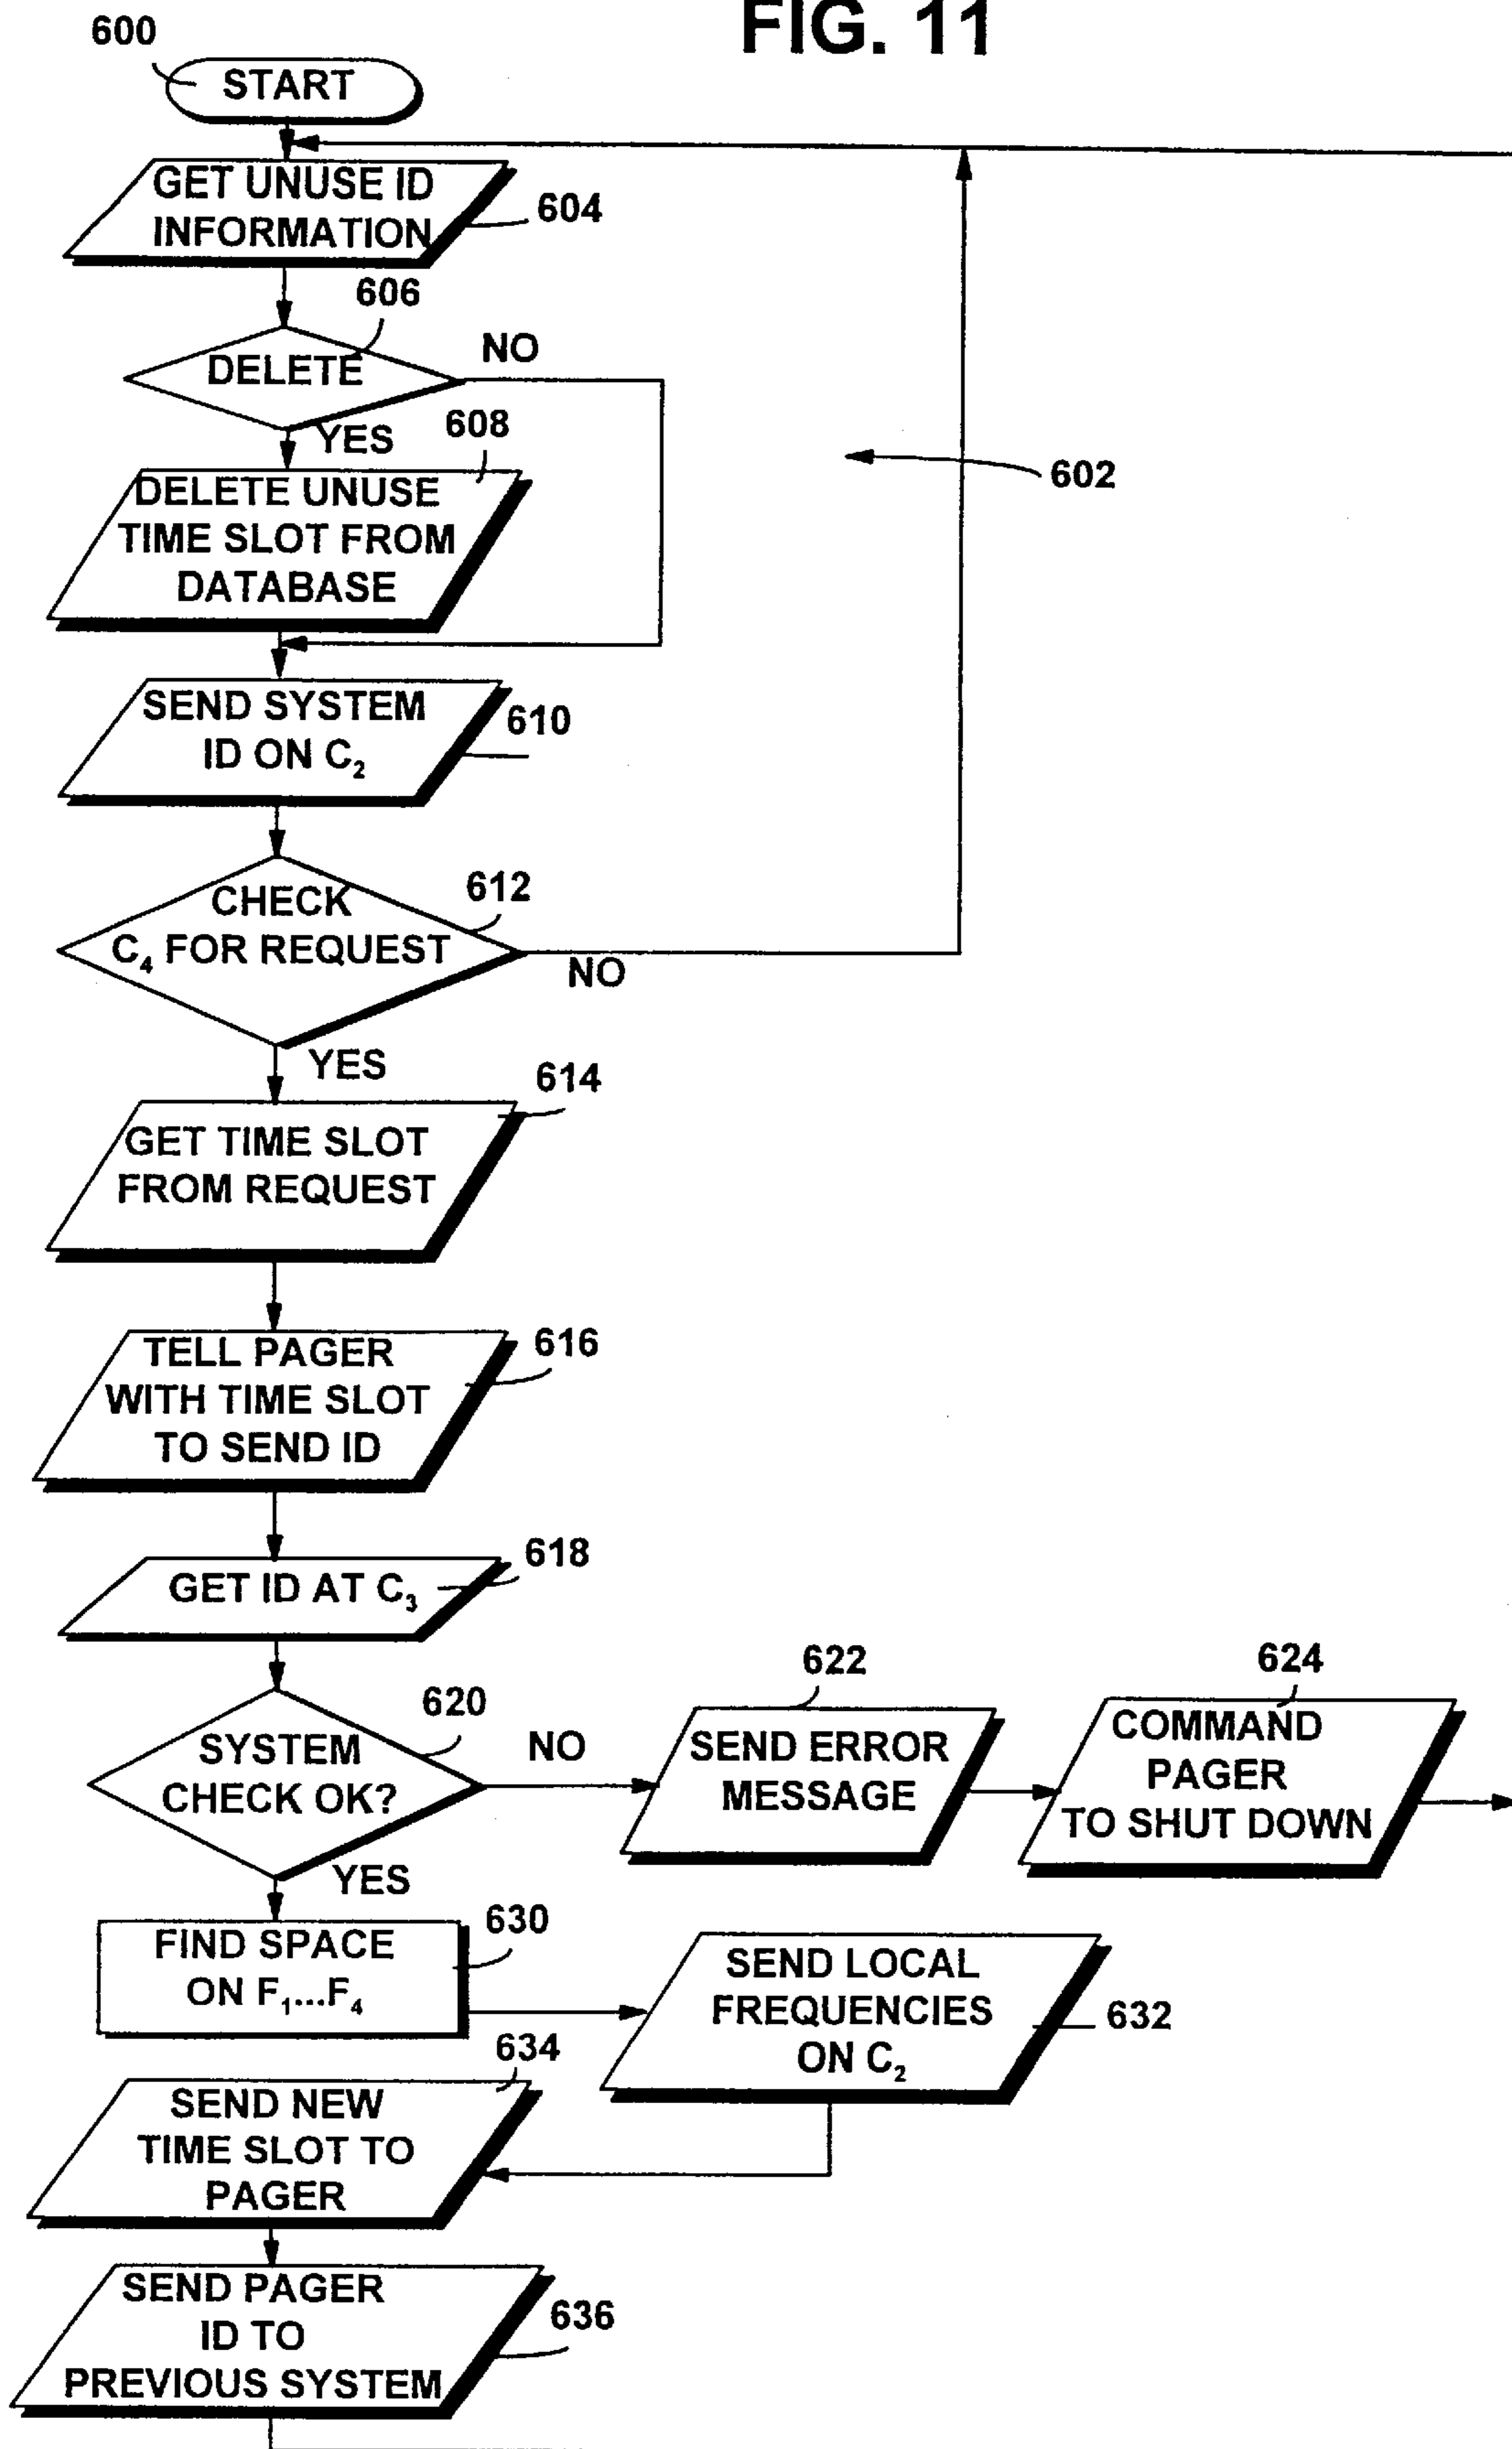 FIG. 11
600
START
GET UNUSE ID
INFORMATION
604
606
DELETE
NO
YES
608
DELETE UNUSE
TIME SLOT FROM
DATABASE
602
SEND SYSTEM
ID ON C₂
610
CHECK
C₄ FOR REQUEST
612
NO
YES
614
GET TIME SLOT
FROM REQUEST
TELL PAGER
WITH TIME SLOT
TO SEND ID
616
GET ID AT C₃
618
620
SYSTEM
CHECK OK?
NO
YES
622
SEND ERROR
MESSAGE
624
COMMAND
PAGER
TO SHUT DOWN
FIND SPACE
ON F₁...F₄
630
SEND LOCAL
FREQUENCIES
ON C₂
632
634
SEND NEW
TIME SLOT TO
PAGER
SEND PAGER
ID TO
PREVIOUS SYSTEM
636